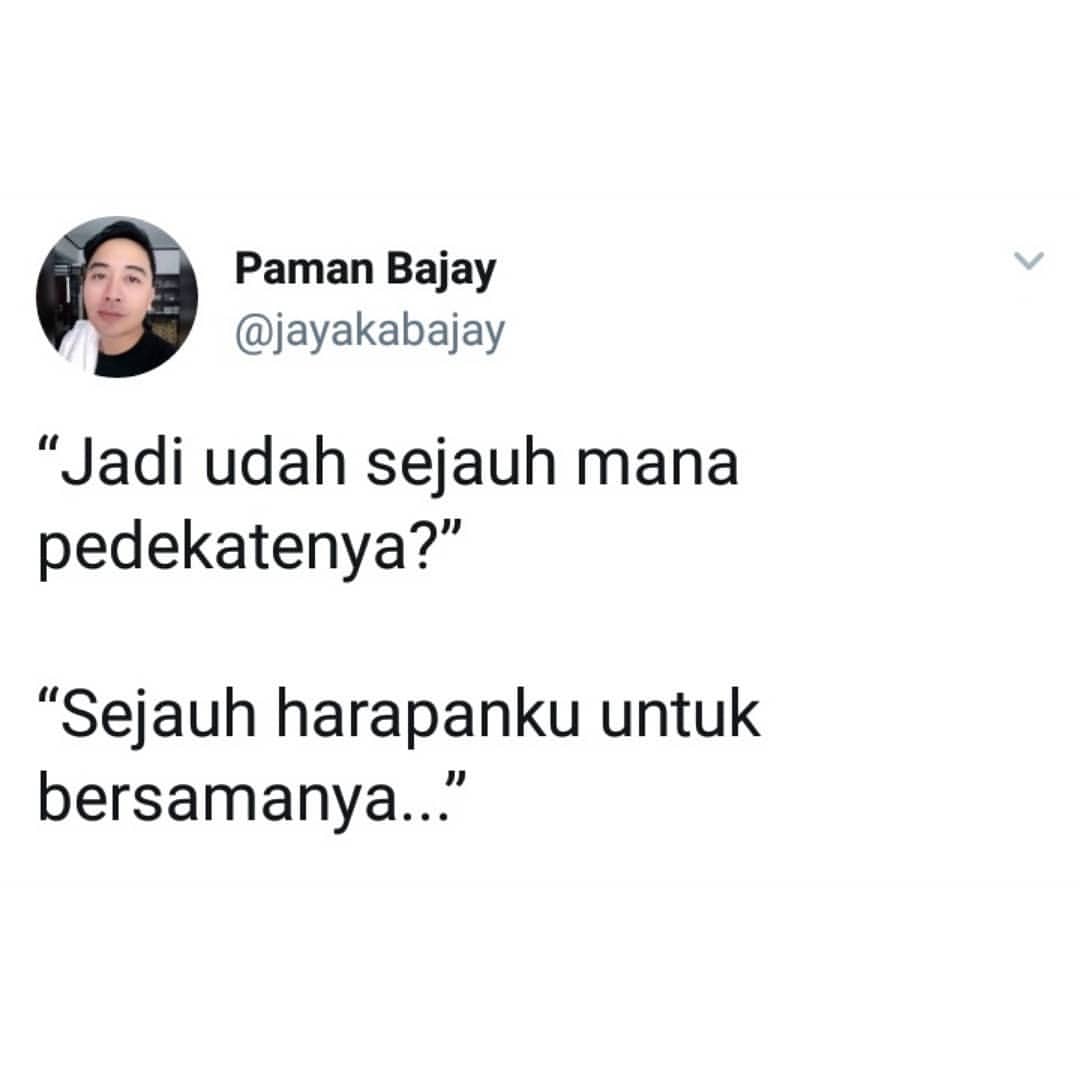 Paman Bajay
@jayakabajay
“Jadi udah sejauh mana
pedekatenya?”
“Sejauh harapanku untuk
bersamanya...”